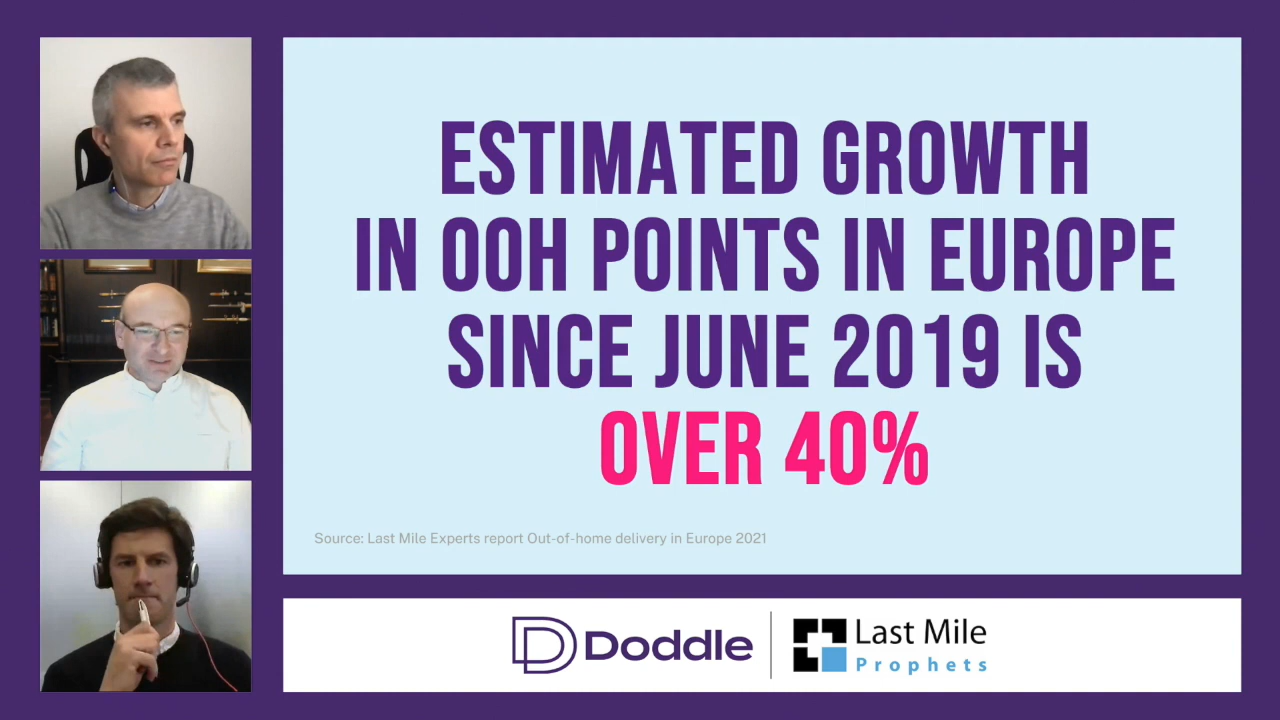 ESTIMATED GROWTH
IN OOH POINTS IN EUROPE
SINCE JUNE 2019 IS
OVER 40%
Source: Last Mile Experts report Out-of-home delivery in Europe 2021
Doddle
Last Mile
Prophets